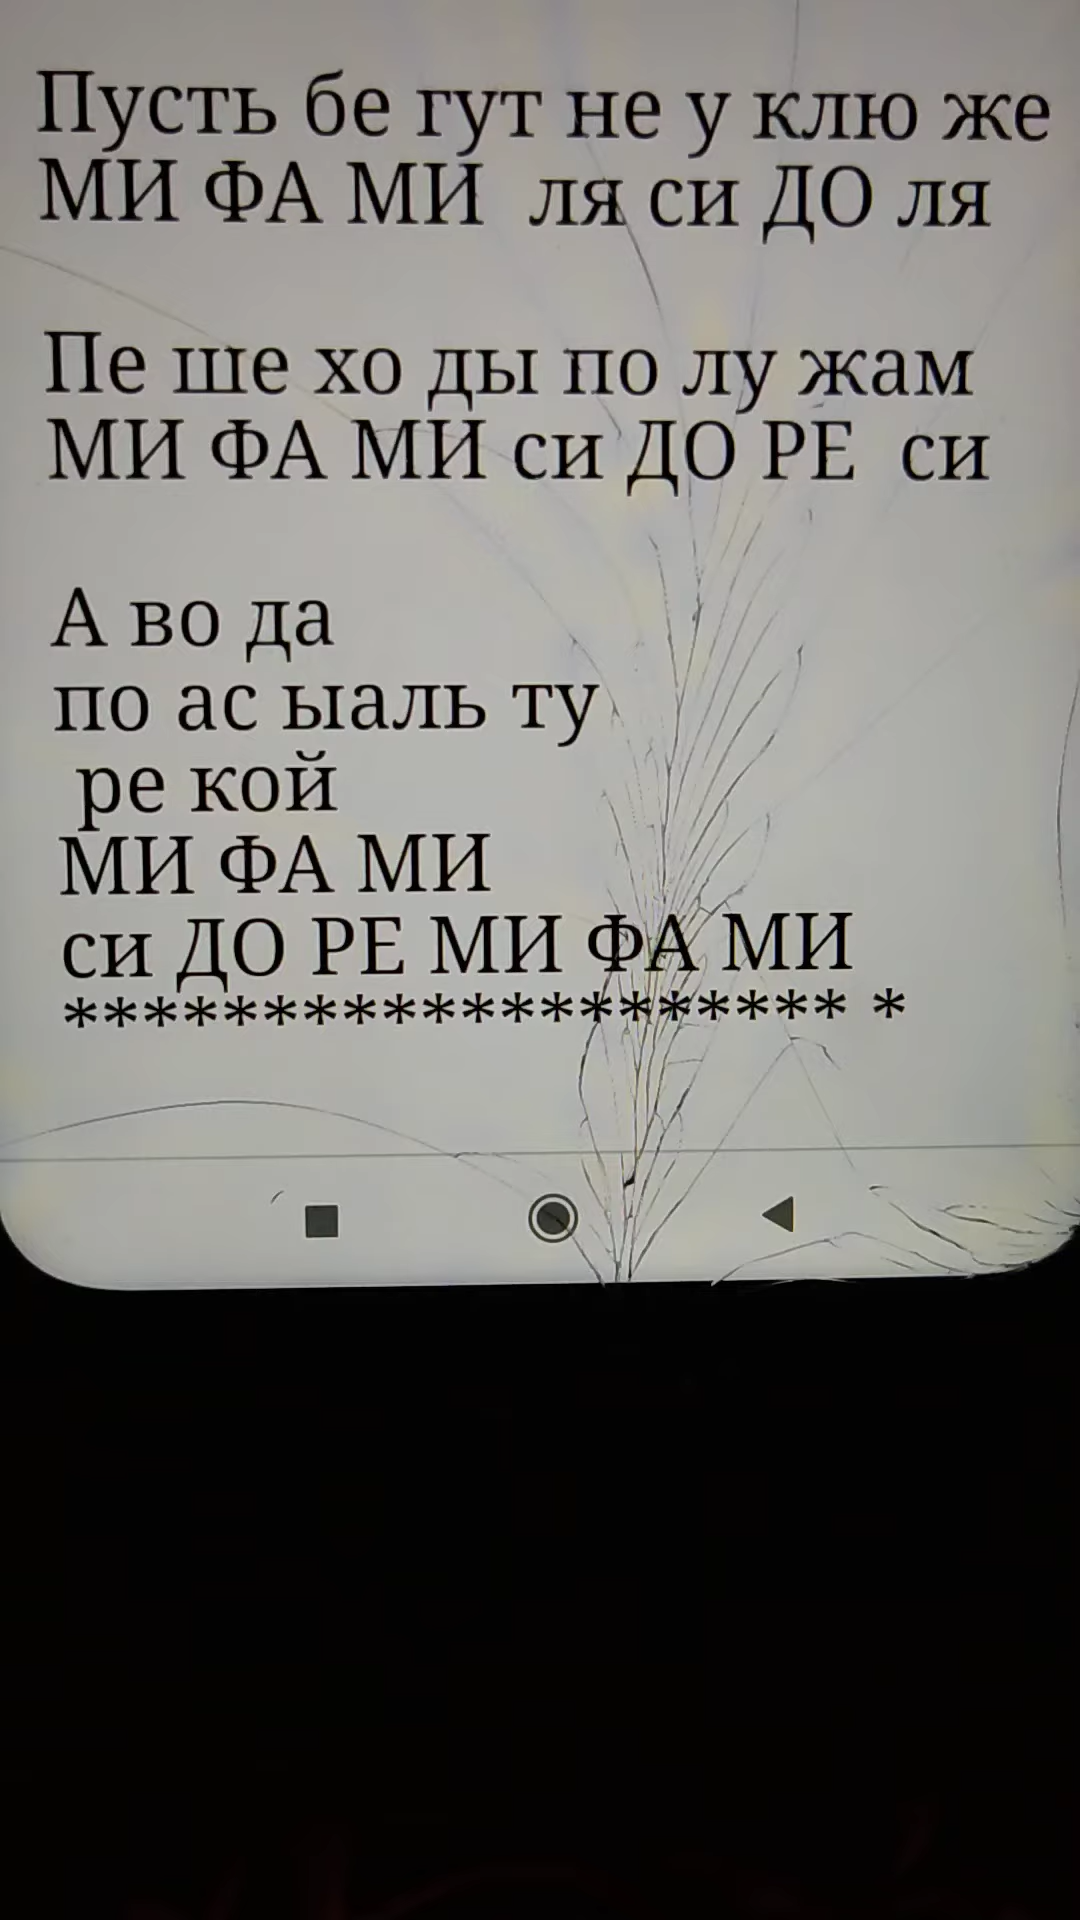 Пусть бе гут не у клю же
МИ ФА МИ ля си ДО ля
Пе ше хо ды по лу жам
МИ ФА МИ си ДО РЕ си
А во да
по ас ыаль ту
ре кой
МИ ФА МИ
си ДО РЕ МИ ФА МИ
******************** *